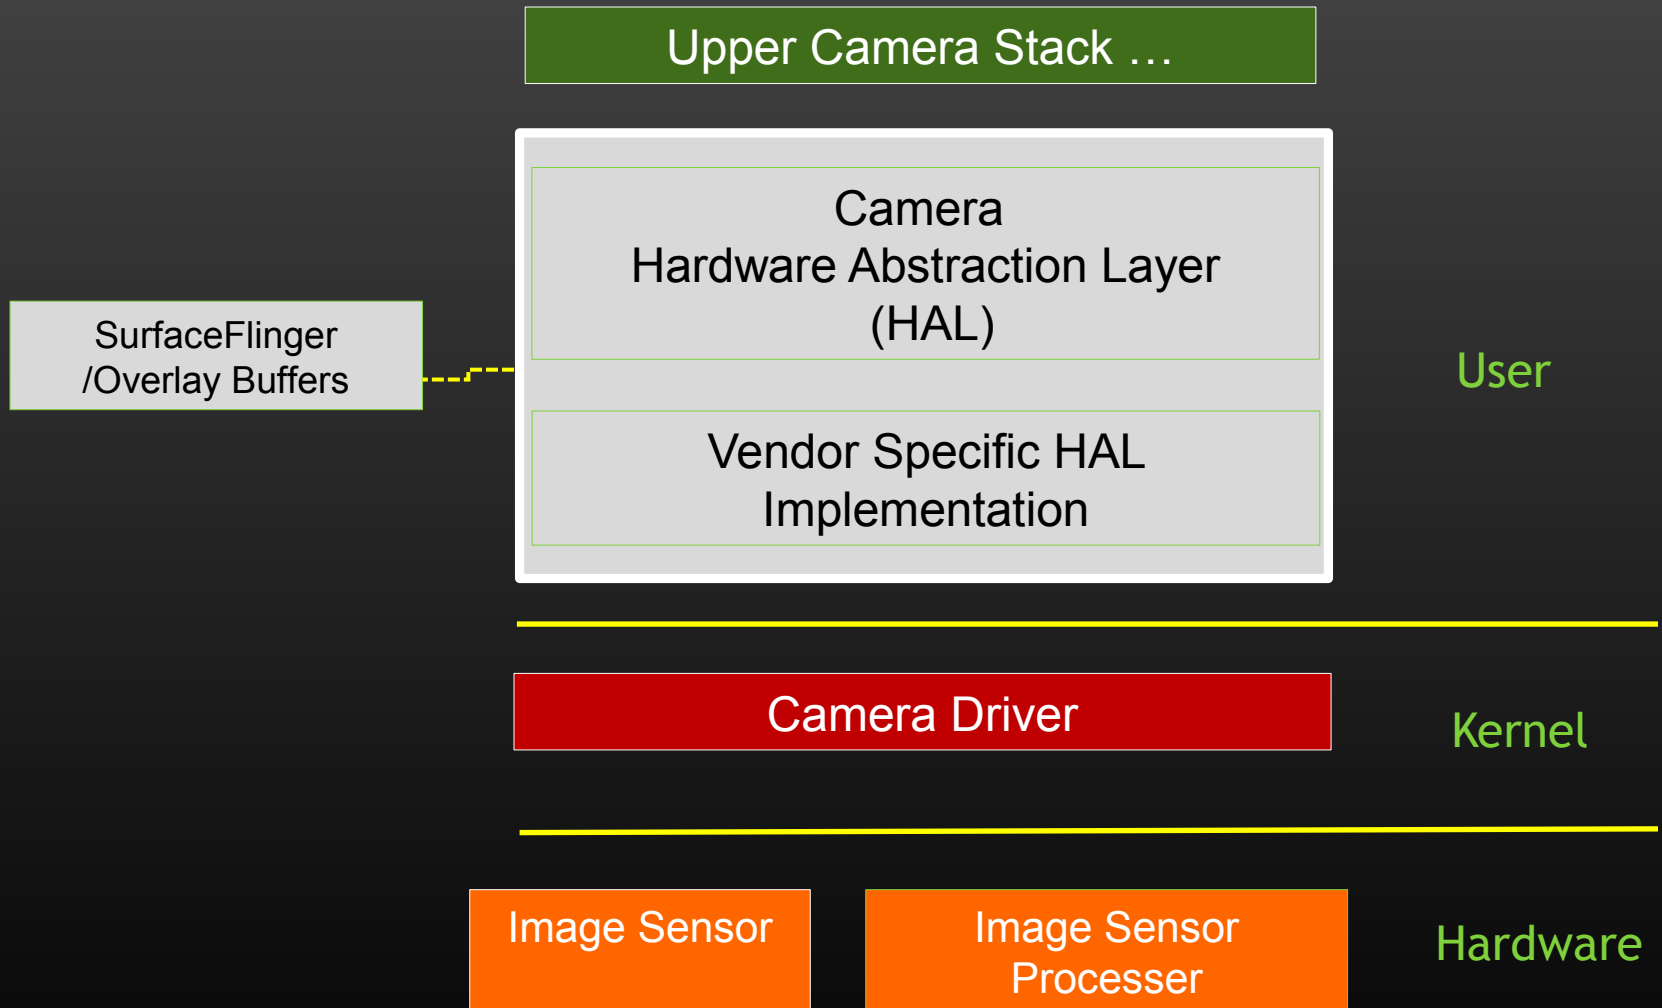 Upper Camera Stack …
Camera
Hardware Abstraction Layer
(HAL)
SurfaceFlinger
/Overlay Buffers
User
Vendor Specific HAL
Implementation
Camera Driver
Kernel
Image Sensor
Image Sensor
Processer
Hardware